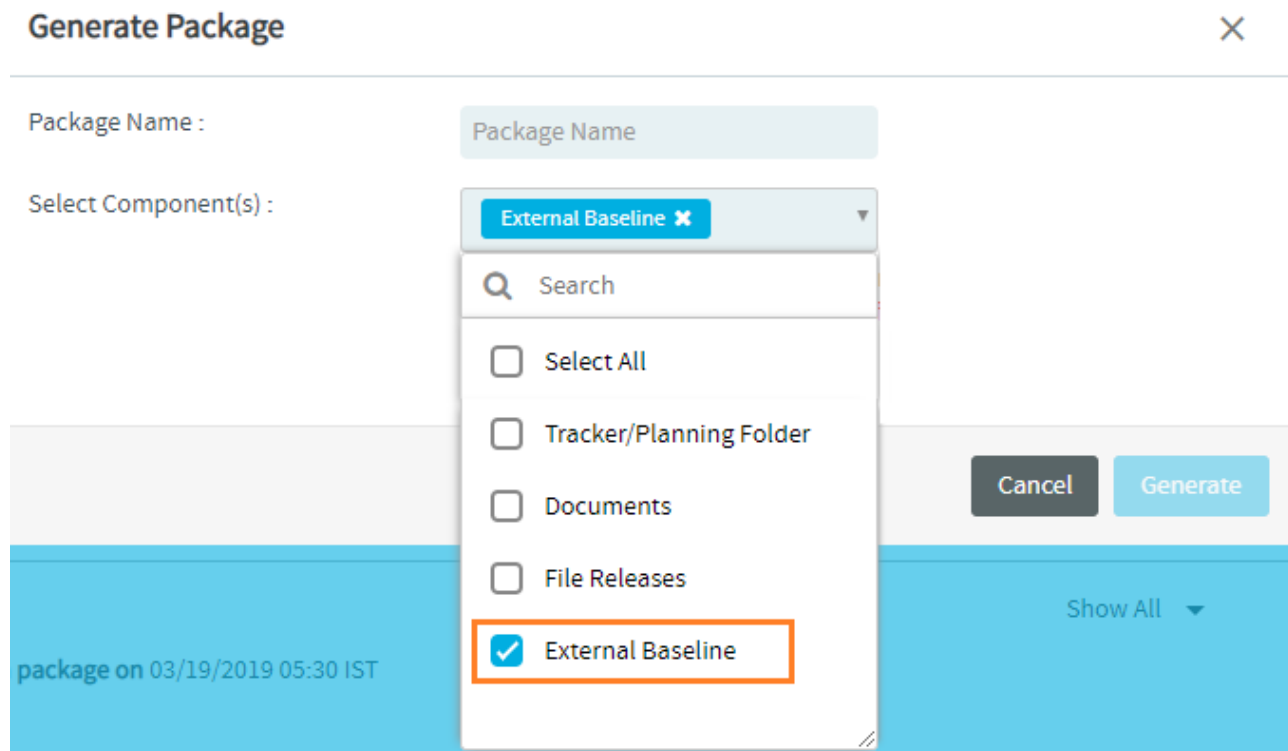 Generate Package
Package Name :
Package Name
Select Component(s) :
External Baseline
Search
Select All
Tracker/Planning Folder
Documents
File Releases
External Baseline
Cancel
Generate
Show All
package on 03/19/2019 05:30 IST